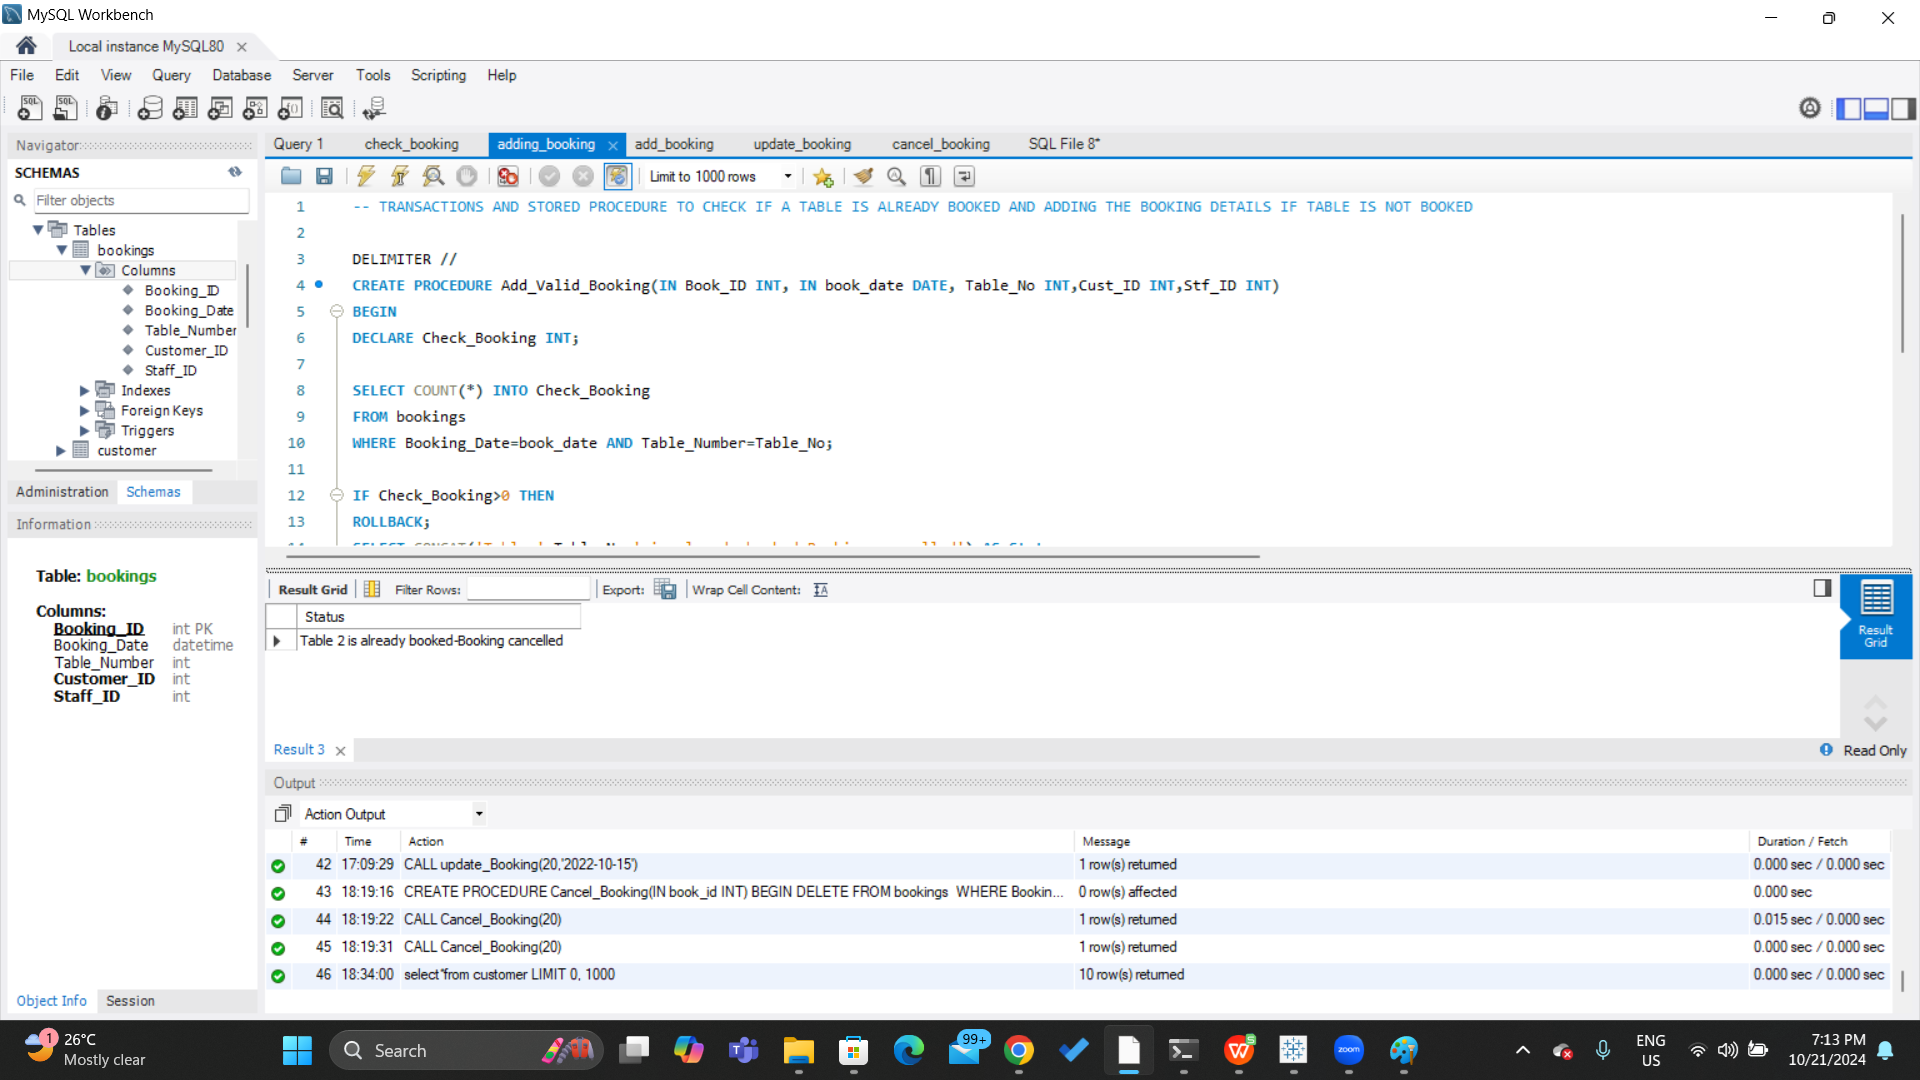 MySQL Workbench
Local instance MySQL80
File Edit View Query Database Server Tools Scripting Help
Navigator
SCHEMAS
Filter objects
Tables
bookings
Columns
Booking_ID
Booking_Date
Table_Number
Customer_ID
Staff_ID
Indexes
Foreign Keys
Triggers
customer
Administration Schemas
Information
Table: bookings
Columns:
Booking_ID int PK
Booking_Date datetime
Table_Number int
Customer_ID int
Staff_ID int
Object Info Session
Query 1 check_booking adding_booking add_booking update_booking cancel_booking SQL File 8*
Limit to 1000 rows
1 -- TRANSACTIONS AND STORED PROCEDURE TO CHECK IF A TABLE IS ALREADY BOOKED AND ADDING THE BOOKING DETAILS IF TABLE IS NOT BOOKED
2
3 DELIMITER //
4 CREATE PROCEDURE Add_Valid_Booking(IN Book_ID INT, IN book_date DATE, Table_No INT,Cust_ID INT,Stf_ID INT)
5 BEGIN
6 DECLARE Check_Booking INT;
7
8 SELECT COUNT(*) INTO Check_Booking
9 FROM bookings
10 WHERE Booking_Date=book_date AND Table_Number=Table_No;
11
12 IF Check_Booking>0 THEN
13 ROLLBACK;
Result Grid Filter Rows: Export: Wrap Cell Content:
Status
Table 2 is already booked-Booking cancelled
Result Grid
Result 3
Read Only
Output
Action Output
# Time Action Message Duration / Fetch
42 17:09:29 CALL update_Booking(20,'2022-10-15') 1 row(s) returned 0.000 sec / 0.000 sec
43 18:19:16 CREATE PROCEDURE Cancel_Booking(IN book_id INT) BEGIN DELETE FROM bookings WHERE Bookin... 0 row(s) affected 0.000 sec
44 18:19:22 CALL Cancel_Booking(20) 1 row(s) returned 0.015 sec / 0.000 sec
45 18:19:31 CALL Cancel_Booking(20) 1 row(s) returned 0.000 sec / 0.000 sec
46 18:34:00 select*from customer LIMIT 0, 1000 10 row(s) returned 0.000 sec / 0.000 sec
1
26°C
Mostly clear
Search
99+
zoom
ENG
US
7:13 PM
10/21/2024